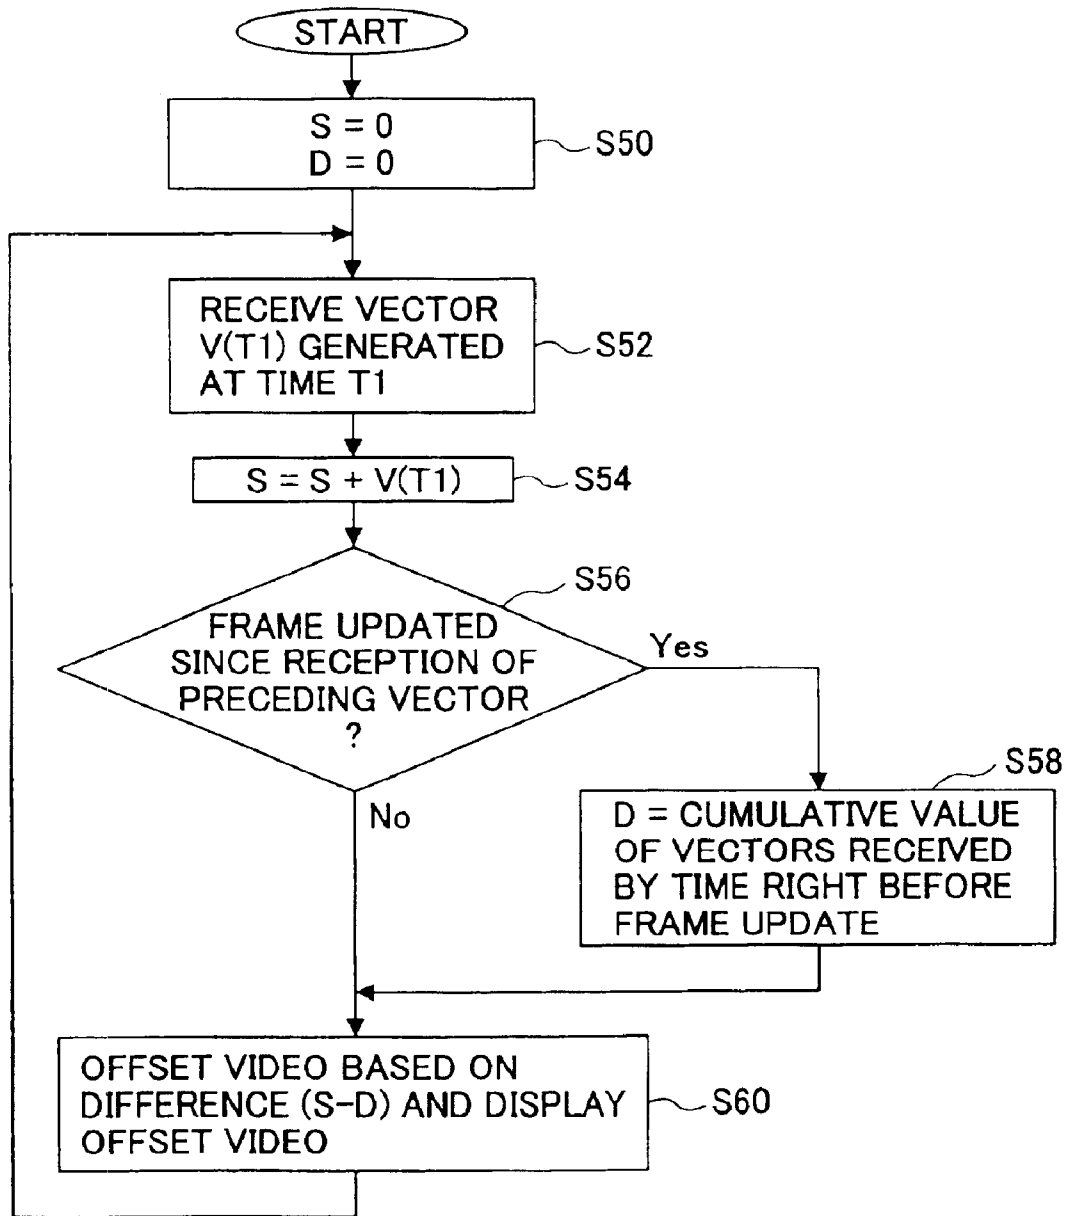 START
S = 0
D = 0
S50
RECEIVE VECTOR
V(T1) GENERATED
AT TIME T1
S52
S = S + V(T1)
S54
S56
FRAME UPDATED
SINCE RECEPTION OF
PRECEDING VECTOR
?
Yes
No
S58
D = CUMULATIVE VALUE
OF VECTORS RECEIVED
BY TIME RIGHT BEFORE
FRAME UPDATE
OFFSET VIDEO BASED ON
DIFFERENCE (S-D) AND DISPLAY
OFFSET VIDEO
S60